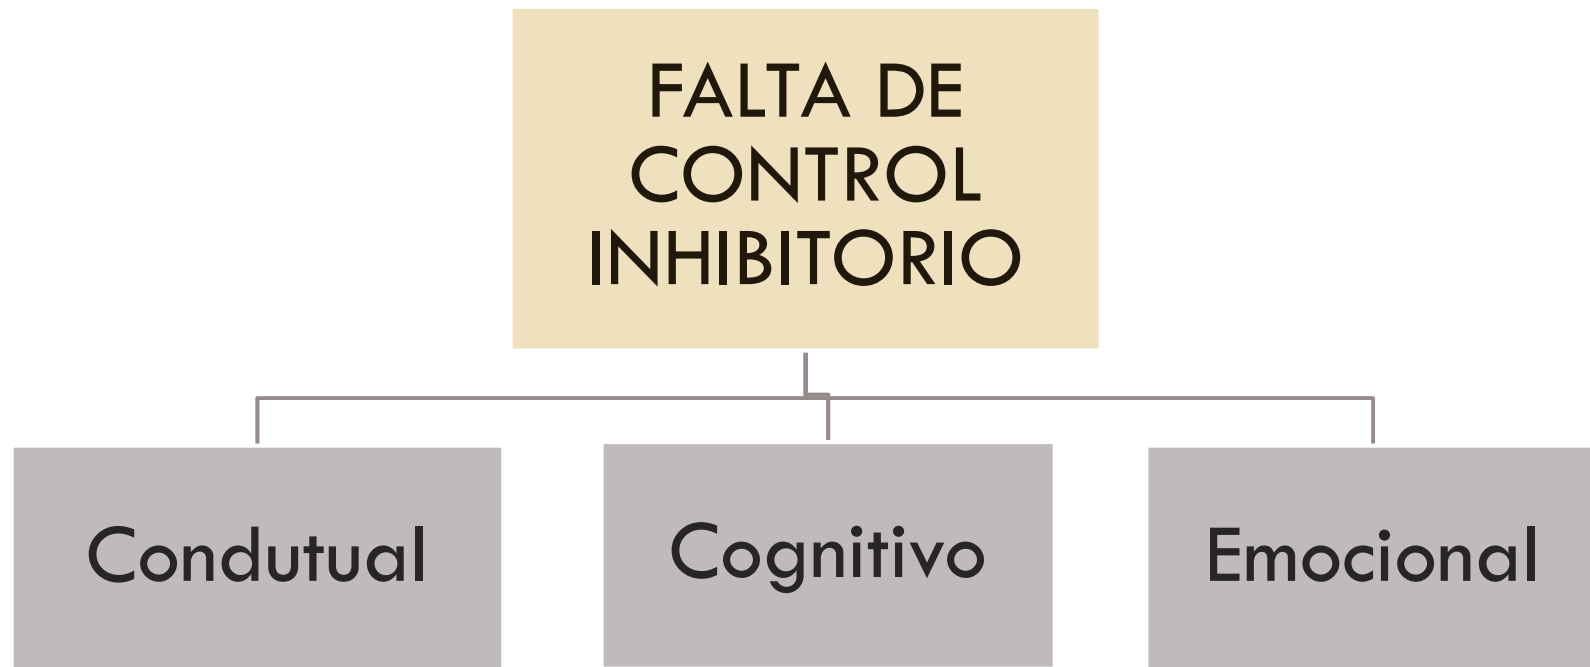 FALTA DE
CONTROL
INHIBITORIO
Condutual
Cognitivo
Emocional